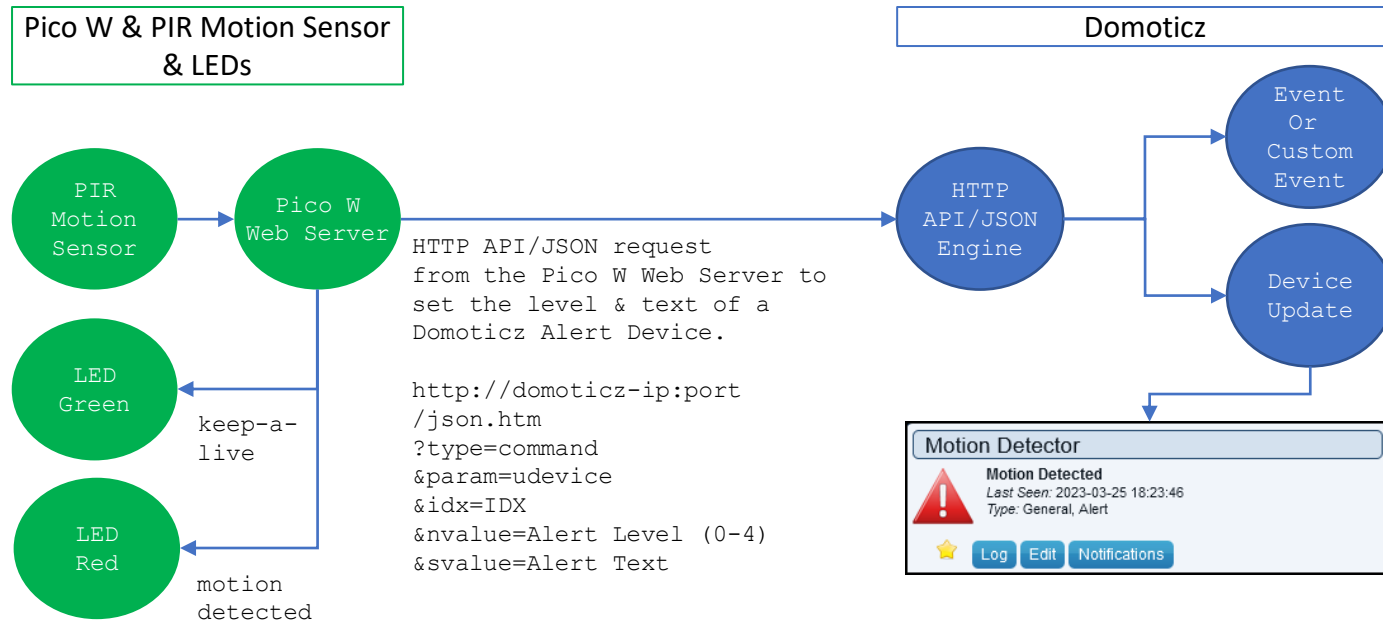 Pico W & PIR Motion Sensor
& LEDs
Domoticz
PIR
Motion
Sensor
Pico W
Web Server
HTTP
API/JSON
Engine
Event
Or
Custom
Event
Device
Update
HTTP API/JSON request
from the Pico W Web Server to
set the level & text of a
Domoticz Alert Device.
http://domoticz-ip:port
/json.htm
?type=command
&param=udevice
&idx=IDX
&nvalue=Alert Level (0-4)
&svalue=Alert Text
LED
Green
keep-a-
live
LED
Red
motion
detected
Motion Detector
Motion Detected
Last Seen: 2023-03-25 18:23:46
Type: General, Alert
Log Edit Notifications